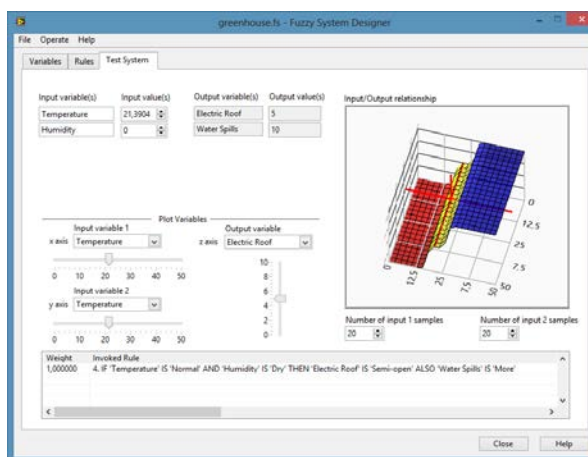 greenhouse.fs - Fuzzy System Designer
File Operate Help
Variables Rules Test System
Input variable(s) Input value(s) Output variable(s) Output value(s) Input/Output relationship
Temperature 21,3904 Electric Roof 5
Humidity 0 Water Spills 10
0
12.5
25
7.5
50
0 12.5 25 7.5 50
Plot Variables
Input variable 1 Output variable
x axis Temperature z axis Electric Roof
0 10 20 30 40 50
10
8
6
4
2
0
Input variable 2
y axis Temperature
0 10 20 30 40 50
Number of input 1 samples Number of input 2 samples
20 20
Weight Invoked Rule
1,000000 4. IF 'Temperature' IS 'Normal' AND 'Humidity' IS 'Dry' THEN 'Electric Roof' IS 'Semi-open' ALSO 'Water Spills' IS 'More'
Close Help